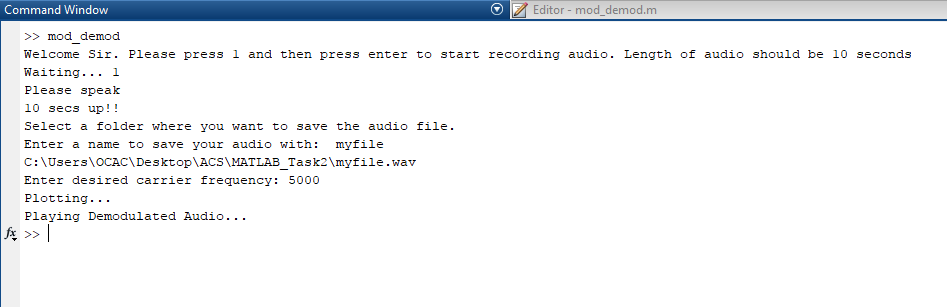 Command Window
Editor - mod_demod.m
>> mod_demod
Welcome Sir. Please press 1 and then press enter to start recording audio. Length of audio should be 10 seconds
Waiting... 1
Please speak
10 secs up!!
Select a folder where you want to save the audio file.
Enter a name to save your audio with:  myfile
C:\Users\OCAC\Desktop\ACS\MATLAB_Task2\myfile.wav
Enter desired carrier frequency: 5000
Plotting...
Playing Demodulated Audio...
fx >>